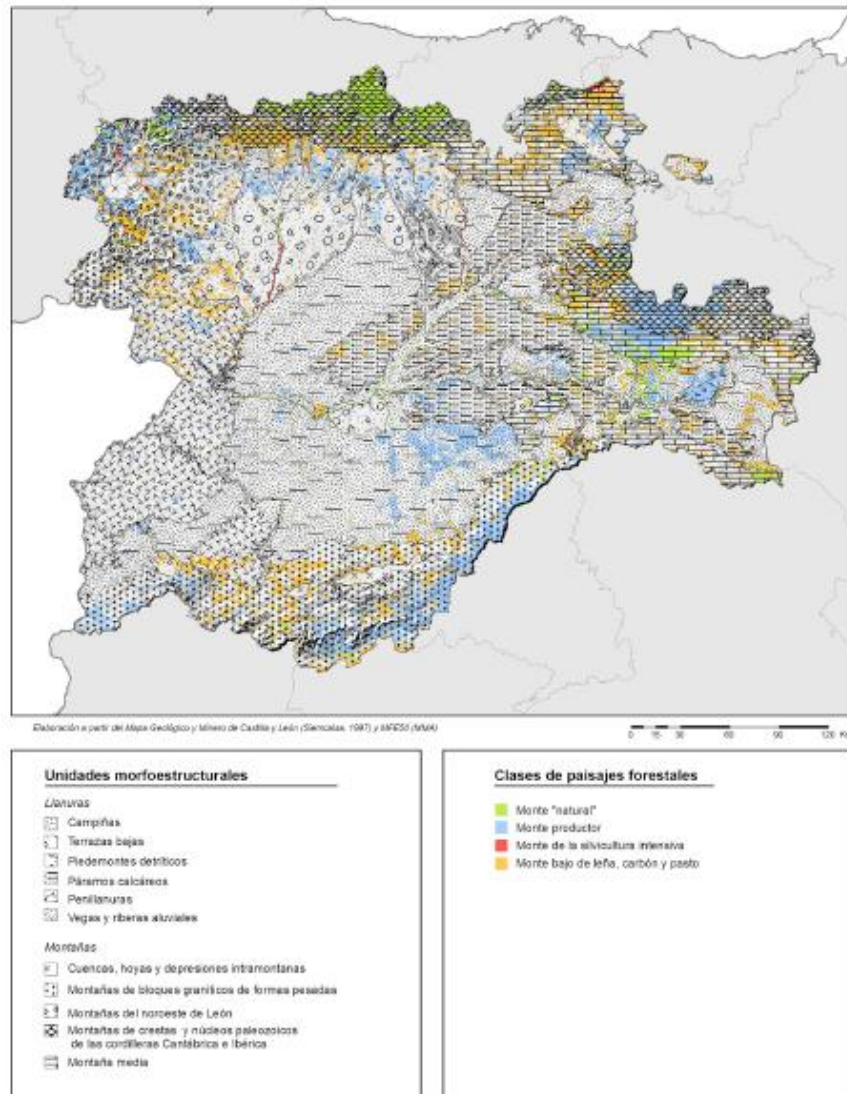 Elaboración a partir del Mapa Geológico y Minero de Castilla y León (Siemcalsa, 1997) y MFE50 (MMA)
0 15 30 60 90 120 Km
Unidades morfoestructurales
Llanuras
Campiñas
Terrazas bajas
Piedemontes detríticos
Páramos calcáreos
Penillanuras
Vegas y riberas aluviales
Montañas
Cuencas, hoyas y depresiones intramontanas
Montañas de bloques graníticos de formas pesadas
Montañas del noroeste de León
Montañas de crestas y núcleos paleozoicos
de las cordilleras Cantábrica e Ibérica
Montaña media
Clases de paisajes forestales
Monte "natural"
Monte productor
Monte de la silvicultura intensiva
Monte bajo de leña, carbón y pasto